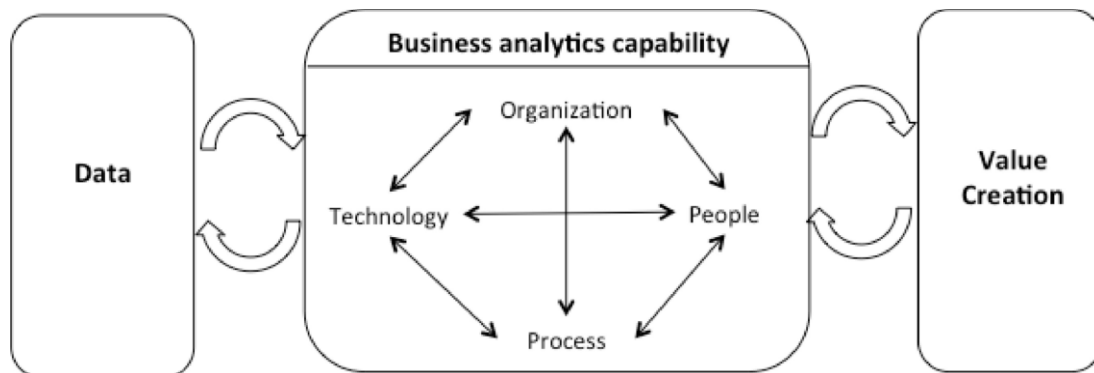 Business analytics capability
Organization
Data
Technology
People
Process
Value
Creation